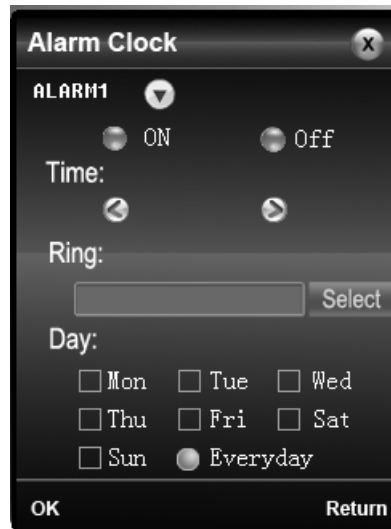 Alarm Clock X
ALARM1
ON Off
Time:
Ring:
Select
Day:
Mon Tue Wed
Thu Fri Sat
Sun Everyday
OK Return